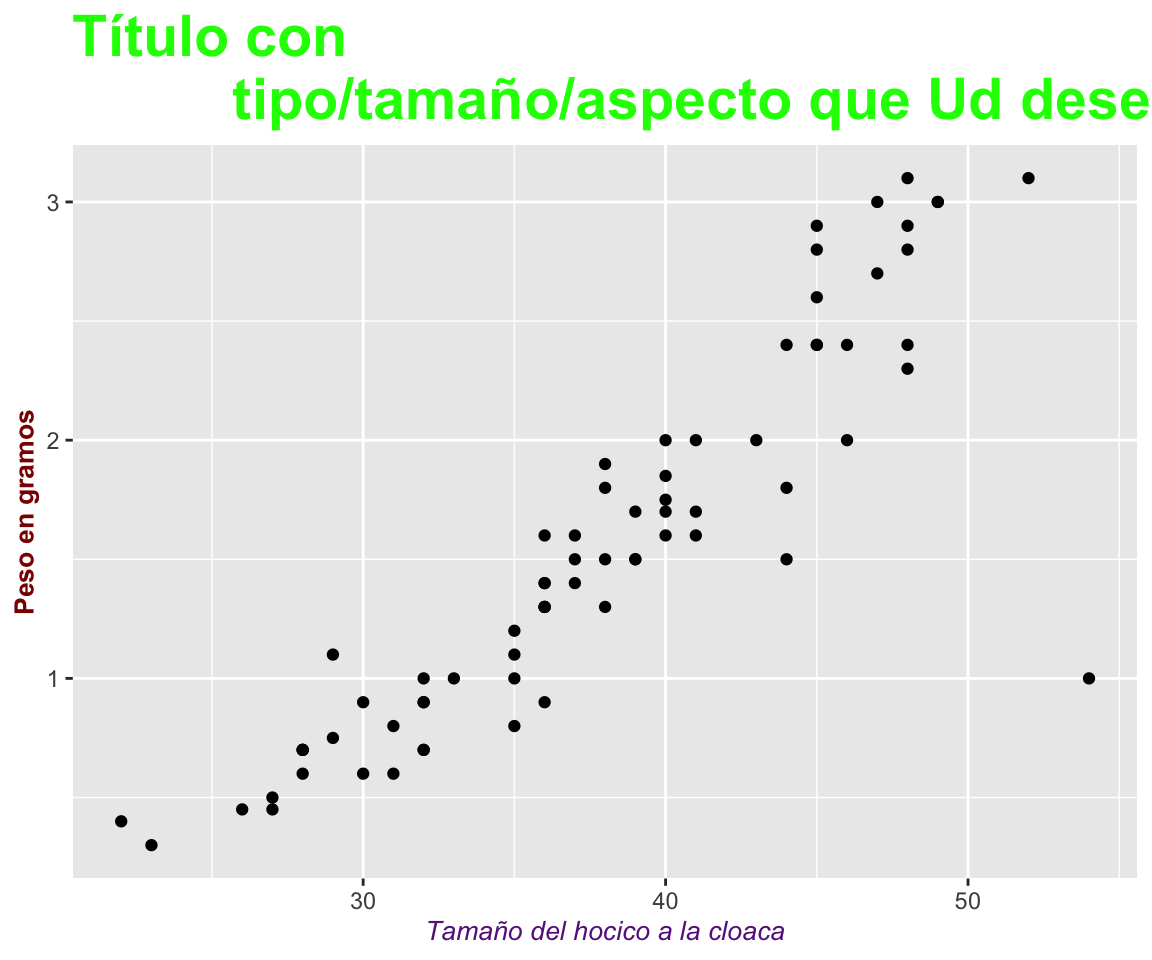 Título con
tipo/tamaño/aspecto que Ud dese
3
2
1
Peso en gramos
30 40 50
Tamaño del hocico a la cloaca